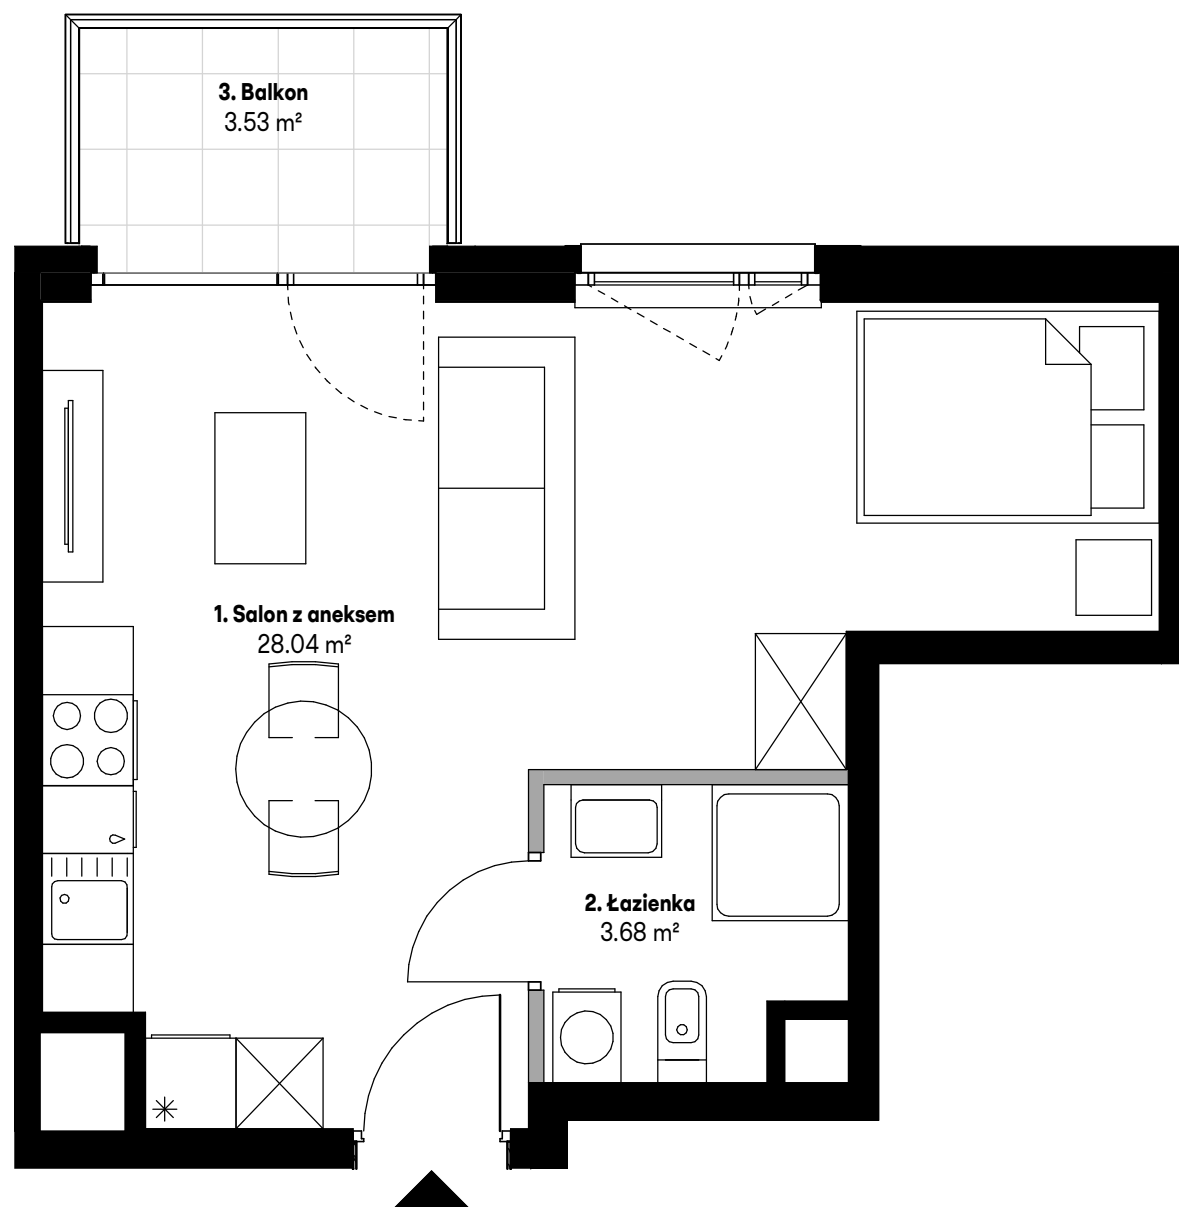 3. Balkon
3.53 m²
1. Salon z aneksem
28.04 m²
2. Łazienka
3.68 m²